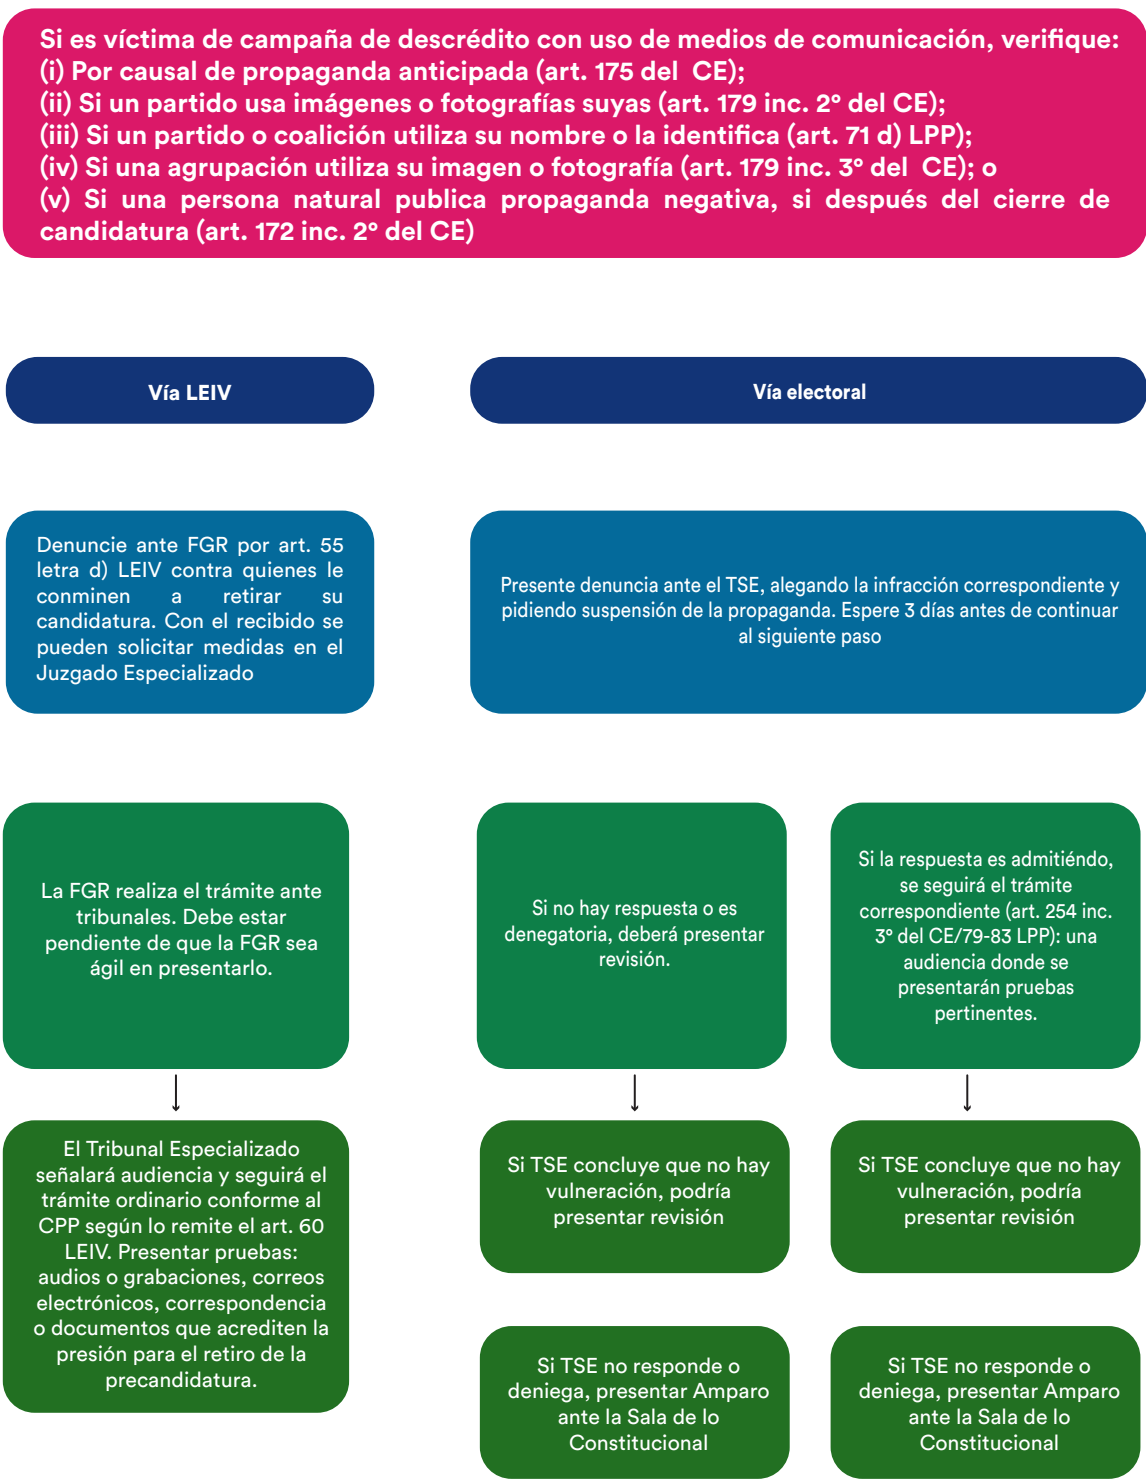 Si es víctima de campaña de descrédito con uso de medios de comunicación, verifique:
(i) Por causal de propaganda anticipada (art. 175 del  CE);
(ii) Si un partido usa imágenes o fotografías suyas (art. 179 inc. 2º del CE);
(iii) Si un partido o coalición utiliza su nombre o la identifica (art. 71 d) LPP);
(iv) Si una agrupación utiliza su imagen o fotografía (art. 179 inc. 3º del  CE); o
(v) Si una persona natural publica propaganda negativa, si después del cierre de
candidatura (art. 172 inc. 2º del CE)
Vía LEIV
Vía electoral
Denuncie ante FGR por art. 55
letra d) LEIV contra quienes le
conminen a retirar su
candidatura. Con el recibido se
pueden solicitar medidas en el
Juzgado Especializado
Presente denuncia ante el TSE, alegando la infracción correspondiente y
pidiendo suspensión de la propaganda. Espere 3 días antes de continuar
al siguiente paso
La FGR realiza el trámite ante
tribunales. Debe estar
pendiente de que la FGR sea
ágil en presentarlo.
Si no hay respuesta o es
denegatoria, deberá presentar
revisión.
Si la respuesta es admitiéndo,
se seguirá el trámite
correspondiente (art. 254 inc.
3º del CE/79-83 LPP): una
audiencia donde se
presentarán pruebas
pertinentes.
El Tribunal Especializado
señalará audiencia y seguirá el
trámite ordinario conforme al
CPP según lo remite el art. 60
LEIV. Presentar pruebas:
audios o grabaciones, correos
electrónicos, correspondencia
o documentos que acrediten la
presión para el retiro de la
precandidatura.
Si TSE concluye que no hay
vulneración, podría
presentar revisión
Si TSE concluye que no hay
vulneración, podría
presentar revisión
Si TSE no responde o
deniega, presentar Amparo
ante la Sala de lo
Constitucional
Si TSE no responde o
deniega, presentar Amparo
ante la Sala de lo
Constitucional